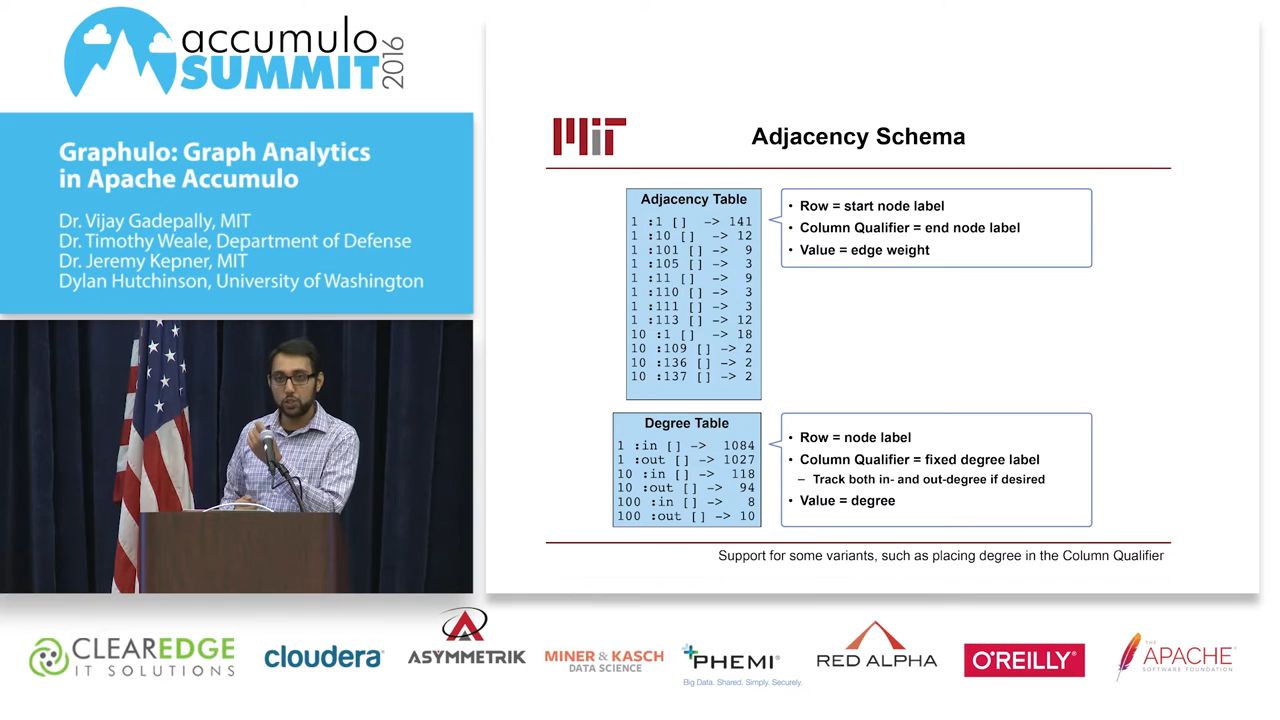 accumulo
SUMMIT
2016
Graphulo: Graph Analytics
in Apache Accumulo
Dr. Vijay Gadepally, MIT
Dr. Timothy Weale, Department of Defense
Dr. Jeremy Kepner, MIT
Dylan Hutchinson, University of Washington
MIT
Adjacency Schema
Adjacency Table
1 :1 [] -> 141
1 :10 [] -> 12
1 :101 [] -> 9
1 :105 [] -> 3
1 :11 [] -> 9
1 :110 [] -> 3
1 :111 [] -> 3
1 :113 [] -> 12
10 :1 [] -> 18
10 :109 [] -> 2
10 :136 [] -> 2
10 :137 [] -> 2
• Row = start node label
• Column Qualifier = end node label
• Value = edge weight
Degree Table
1 :in [] -> 1084
1 :out [] -> 1027
10 :in [] -> 118
10 :out [] -> 94
100 :in [] -> 8
100 :out [] -> 10
• Row = node label
• Column Qualifier = fixed degree label
– Track both in- and out-degree if desired
• Value = degree
Support for some variants, such as placing degree in the Column Qualifier
CLEAREDGE
IT SOLUTIONS
cloudera
ASYMMETRIK
MINER & KASCH
DATA SCIENCE
PHEMI
Big Data. Shared. Simply. Securely.
RED ALPHA
O'REILLY
THE
APACHE
SOFTWARE FOUNDATION